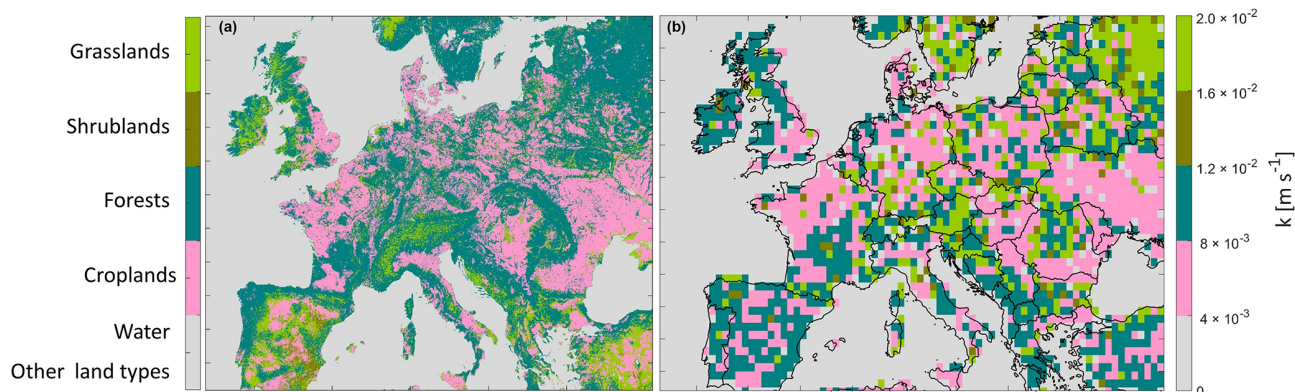 Grasslands
Shrublands
Forests
Croplands
Water
Other land types
(a)
(b)
2.0 × 10⁻²
1.6 × 10⁻²
1.2 × 10⁻²
8 × 10⁻³
4 × 10⁻³
0
k [m s⁻¹]